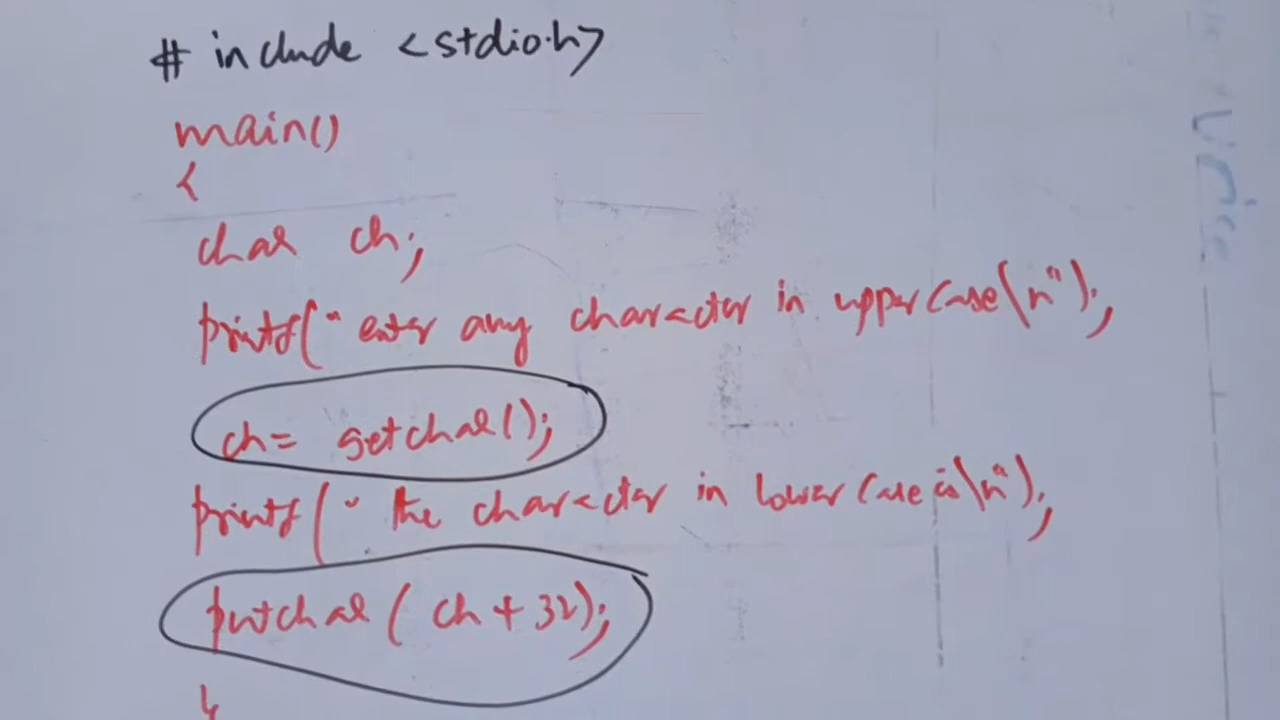 # include <stdio.h>
main()
{
char ch;
printf(" enter any character in uppercase\n");
ch= getchar();
printf(" the character in lower case is\n");
putchar( ch+32);
}